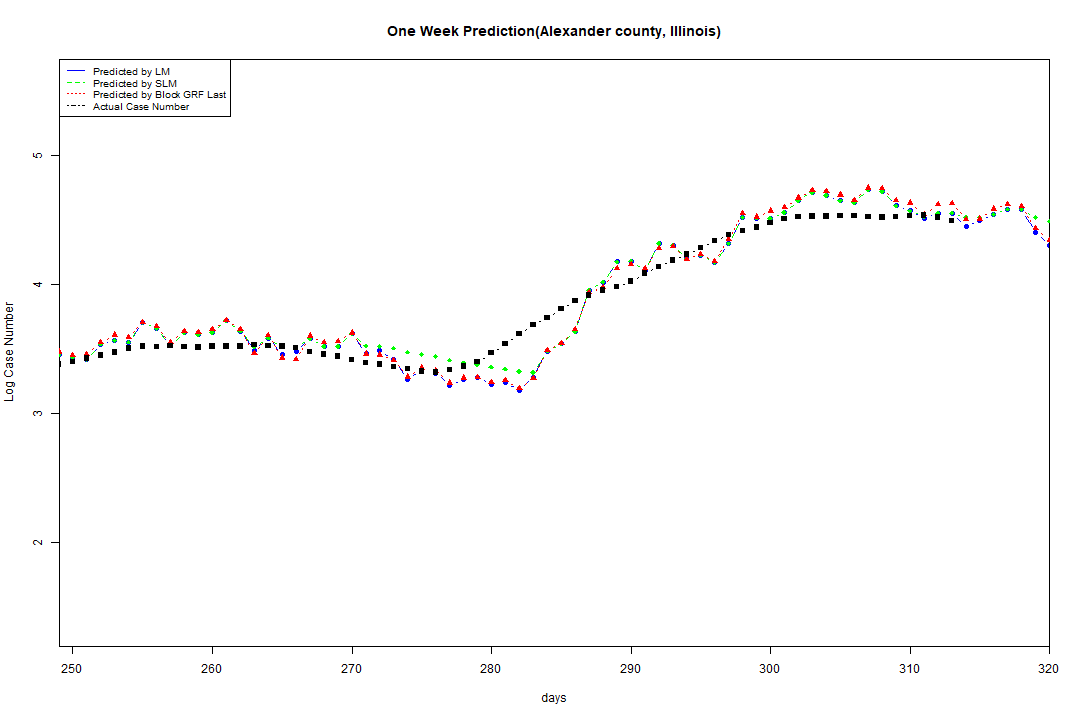 One Week Prediction(Alexander county, Illinois)
Predicted by LM
Predicted by SLM
Predicted by Block GRF Last
Actual Case Number
5
4
3
2
Log Case Number
250 260 270 280 290 300 310 320
days